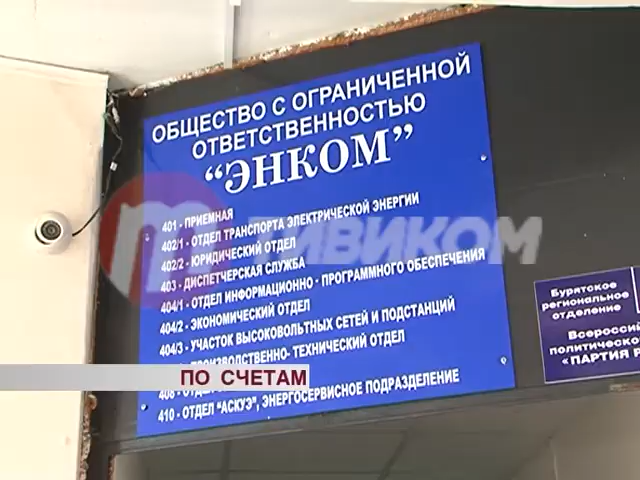 ОБЩЕСТВО С ОГРАНИЧЕННОЙ
ОТВЕТСТВЕННОСТЬЮ
“ЭНКОМ”
401 - ПРИЕМНАЯ
402/1 - ОТДЕЛ ТРАНСПОРТА ЭЛЕКТРИЧЕСКОЙ ЭНЕРГИИ
402/2 - ЮРИДИЧЕСКИЙ ОТДЕЛ
403 - ДИСПЕТЧЕРСКАЯ СЛУЖБА
404/1 - ОТДЕЛ ИНФОРМАЦИОННО - ПРОГРАММНОГО ОБЕСПЕЧЕНИЯ
404/2 - ЭКОНОМИЧЕСКИЙ ОТДЕЛ
404/3 - УЧАСТОК ВЫСОКОВОЛЬТНЫХ СЕТЕЙ И ПОДСТАНЦИЙ
ПРОИЗВОДСТВЕННО- ТЕХНИЧЕСКИЙ ОТДЕЛ
408 - ОТДЕЛ
410 - ОТДЕЛ "АСКУЭ", ЭНЕРГОСЕРВИСНОЕ ПОДРАЗДЕЛЕНИЕ
ТИВИКОМ
Бурятское
региональное
отделение
Всеросси
политическо
«ПАРТИЯ Р
ПО СЧЕТАМ